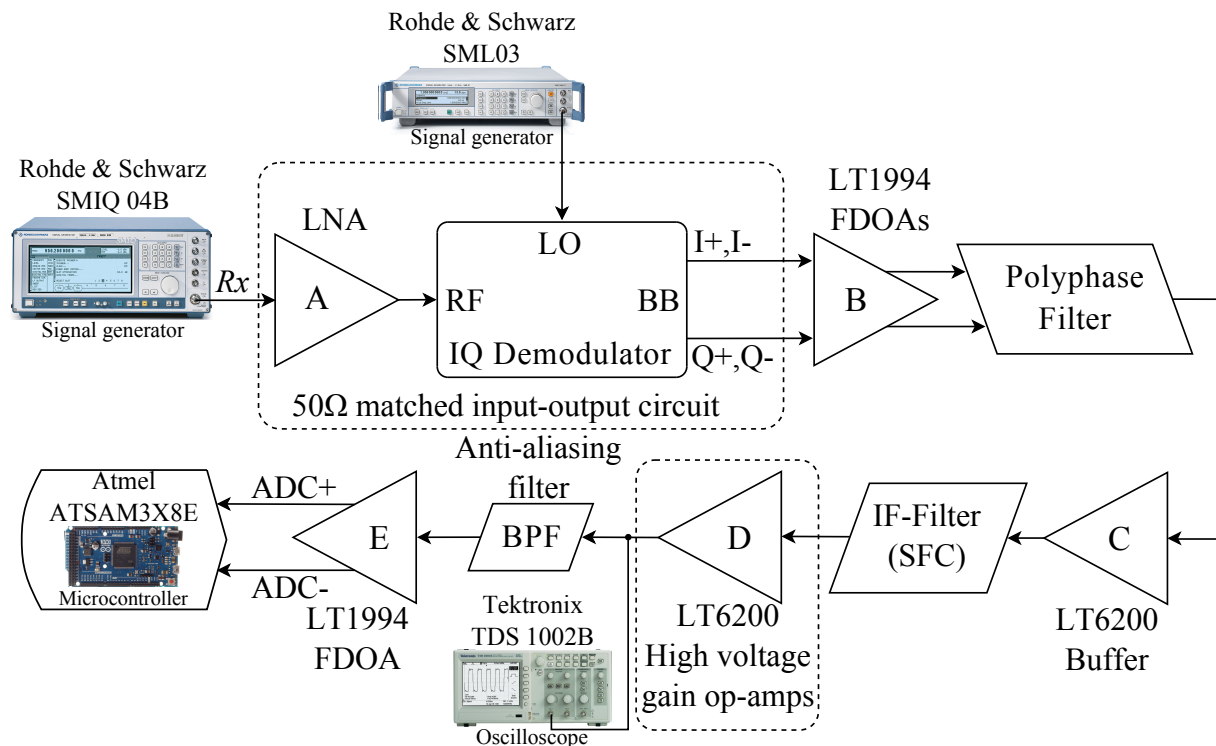 Rohde & Schwarz
SML03
Signal generator
Rohde & Schwarz
SMIQ 04B
Signal generator
Rx
LNA
A
LO
RF
BB
IQ Demodulator
I+,I-
Q+,Q-
50Ω matched input-output circuit
LT1994
FDOAs
B
Polyphase
Filter
Atmel
ATSAM3X8E
Microcontroller
ADC+
ADC-
E
LT1994
FDOA
Anti-aliasing
filter
BPF
Tektronix
TDS 1002B
Oscilloscope
D
LT6200
High voltage
gain op-amps
IF-Filter
(SFC)
C
LT6200
Buffer